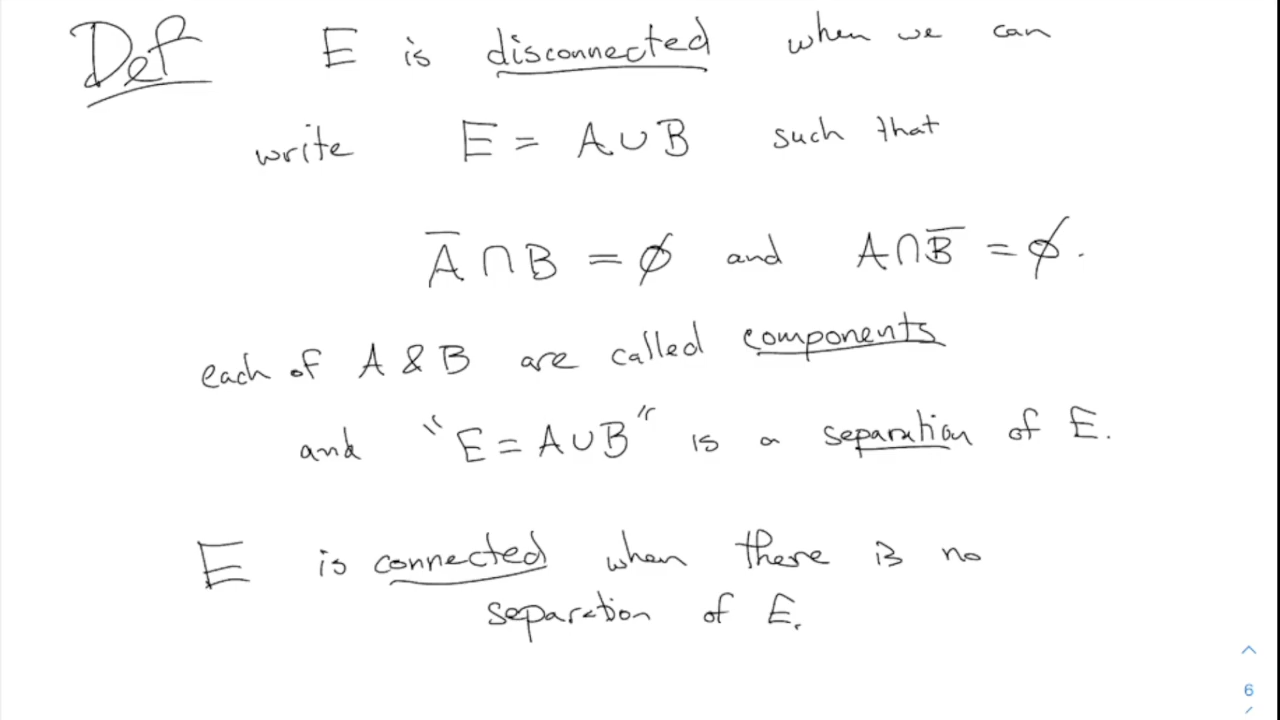 Def E is disconnected when we can
write E = A ∪ B such that
A̅ ∩ B = ∅ and A ∩ B̅ = ∅.
each of A & B are called components
and "E = A ∪ B" is a separation of E.
E is connected when there is no
separation of E.
6